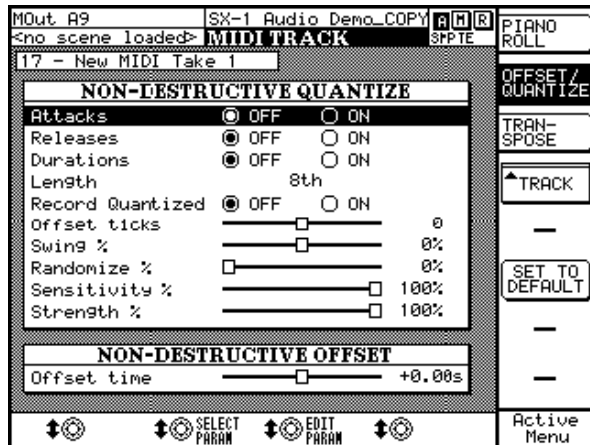 MOut A9
SX-1 Audio Demo_COPY
A M R
<no scene loaded>
MIDI TRACK
SMPTE
17 - New MIDI Take 1
NON-DESTRUCTIVE QUANTIZE
Attacks OFF ON
Releases OFF ON
Durations OFF ON
Length 8th
Record Quantized OFF ON
Offset ticks 0
Swing % 0%
Randomize % 0%
Sensitivity % 100%
Strength % 100%
NON-DESTRUCTIVE OFFSET
Offset time +0.00s
SELECT
PARAM
EDIT
PARAM
PIANO
ROLL
OFFSET/
QUANTIZE
TRAN-
SPOSE
TRACK
SET TO
DEFAULT
Active
Menu